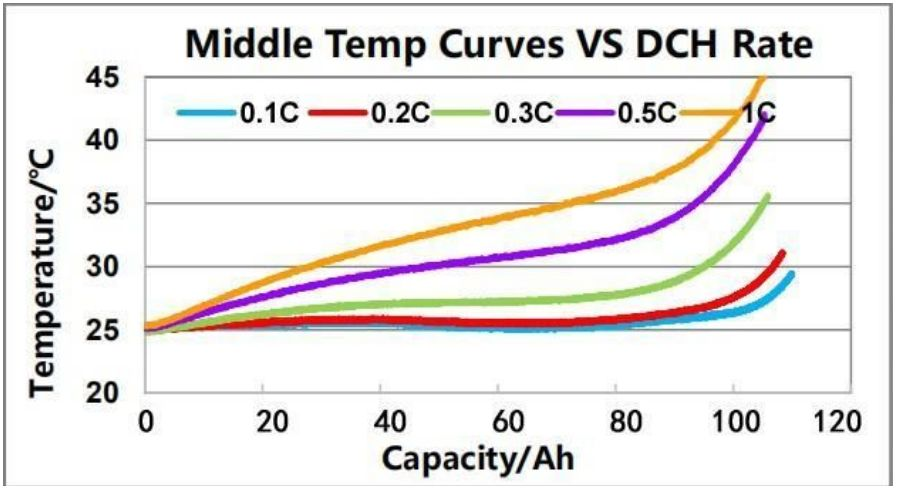 Middle Temp Curves VS DCH Rate
0.1C 0.2C 0.3C 0.5C 1C
45
40
35
30
25
20
Temperature/℃
0 20 40 60 80 100 120
Capacity/Ah